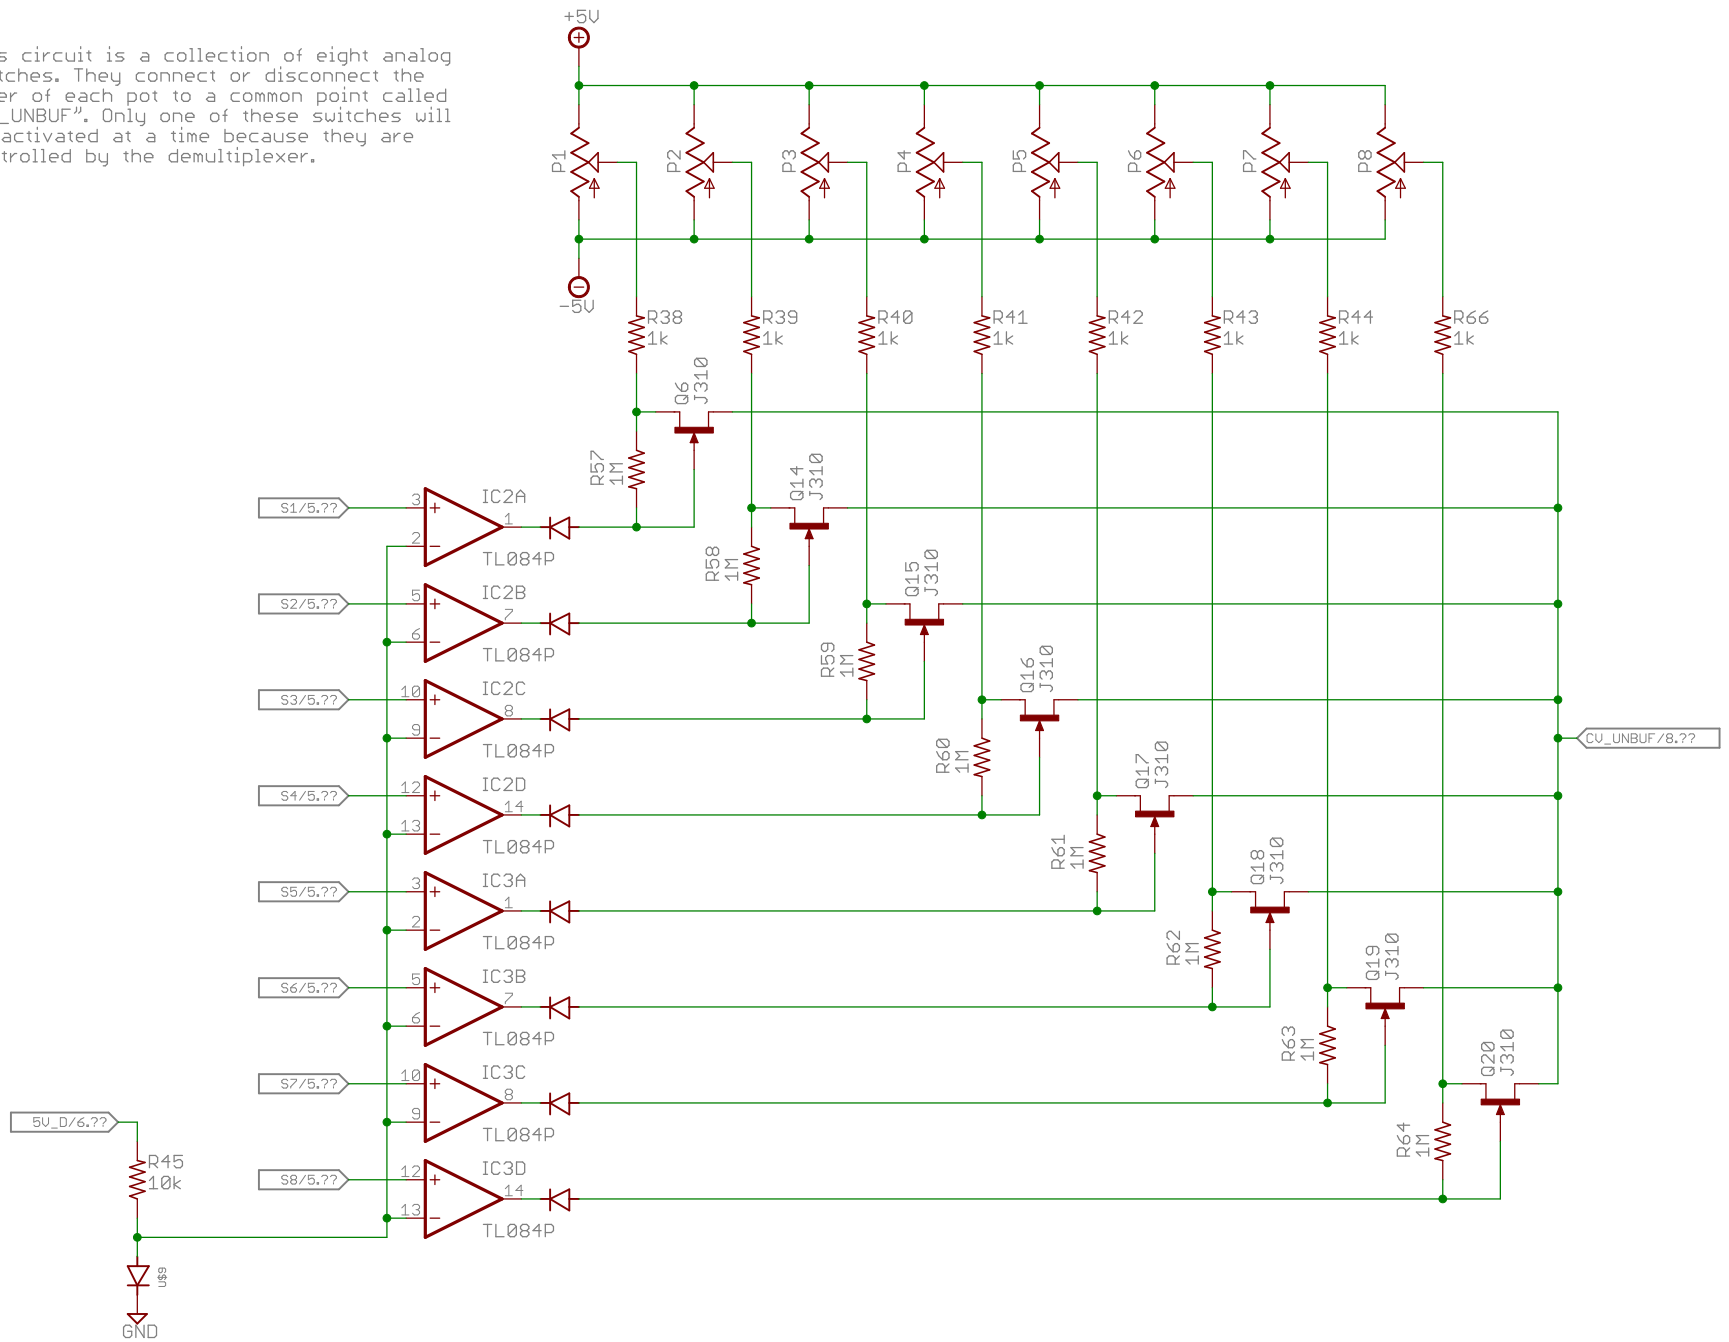 +5V
s circuit is a collection of eight analog
tches. They connect or disconnect the
er of each pot to a common point called
_UNBUF". Only one of these switches will
activated at a time because they are
trolled by the demultiplexer.
P1 P2 P3 P4 P5 P6 P7 P8
-5V
R38 R39 R40 R41 R42 R43 R44 R66
1k 1k 1k 1k 1k 1k 1k 1k
Q6 J310
R57 1M
S1/5.?? 3 + 2 - 1 IC2A TL084P
Q14 J310
R58 1M
S2/5.?? 5 + 6 - 7 IC2B TL084P
Q15 J310
R59 1M
S3/5.?? 10 + 9 - 8 IC2C TL084P
Q16 J310
R60 1M
CV_UNBUF/8.??
S4/5.?? 12 + 13 - 14 IC2D TL084P
Q17 J310
R61 1M
S5/5.?? 3 + 2 - 1 IC3A TL084P
Q18 J310
R62 1M
S6/5.?? 5 + 6 - 7 IC3B TL084P
Q19 J310
R63 1M
S7/5.?? 10 + 9 - 8 IC3C TL084P
Q20 J310
R64 1M
S8/5.?? 12 + 13 - 14 IC3D TL084P
5V_D/6.??
R45
10k
U$9
GND